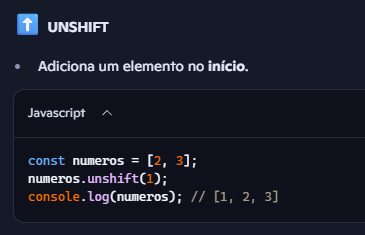 UNSHIFT
Adiciona um elemento no início.
Javascript
const numeros = [2, 3];
numeros.unshift(1);
console.log(numeros); // [1, 2, 3]